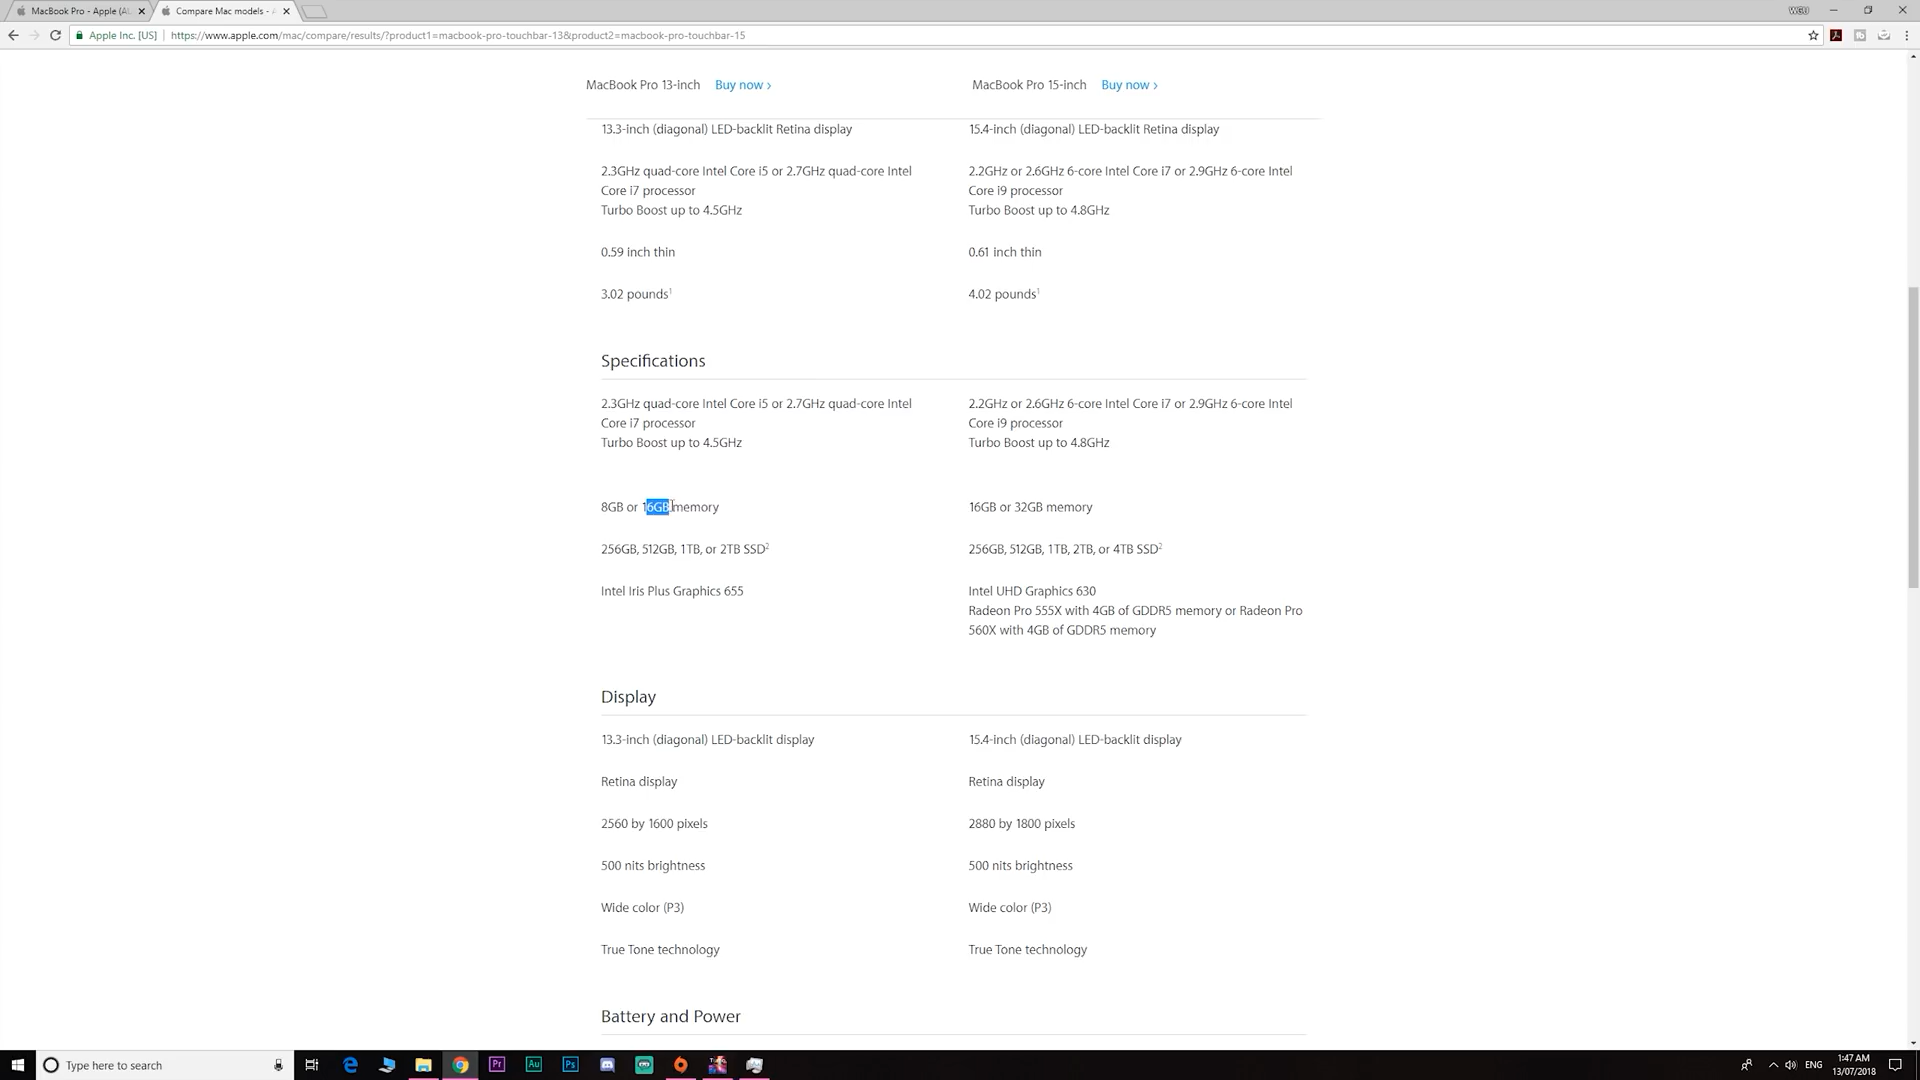 MacBook Pro - Apple (A
Compare Mac models -
WGU
Apple Inc. [US]
https://www.apple.com/mac/compare/results/?product1=macbook-pro-touchbar-13&product2=macbook-pro-touchbar-15
MacBook Pro 13-inch Buy now ›
MacBook Pro 15-inch Buy now ›
13.3-inch (diagonal) LED-backlit Retina display
15.4-inch (diagonal) LED-backlit Retina display
2.3GHz quad-core Intel Core i5 or 2.7GHz quad-core Intel
Core i7 processor
Turbo Boost up to 4.5GHz
2.2GHz or 2.6GHz 6-core Intel Core i7 or 2.9GHz 6-core Intel
Core i9 processor
Turbo Boost up to 4.8GHz
0.59 inch thin
0.61 inch thin
3.02 pounds1
4.02 pounds1
Specifications
2.3GHz quad-core Intel Core i5 or 2.7GHz quad-core Intel
Core i7 processor
Turbo Boost up to 4.5GHz
2.2GHz or 2.6GHz 6-core Intel Core i7 or 2.9GHz 6-core Intel
Core i9 processor
Turbo Boost up to 4.8GHz
8GB or 16GB memory
16GB or 32GB memory
256GB, 512GB, 1TB, or 2TB SSD2
256GB, 512GB, 1TB, 2TB, or 4TB SSD2
Intel Iris Plus Graphics 655
Intel UHD Graphics 630
Radeon Pro 555X with 4GB of GDDR5 memory or Radeon Pro
560X with 4GB of GDDR5 memory
Display
13.3-inch (diagonal) LED-backlit display
15.4-inch (diagonal) LED-backlit display
Retina display
Retina display
2560 by 1600 pixels
2880 by 1800 pixels
500 nits brightness
500 nits brightness
Wide color (P3)
Wide color (P3)
True Tone technology
True Tone technology
Battery and Power
Type here to search
Pr
Au
Ps
ENG
1:47 AM
13/07/2018